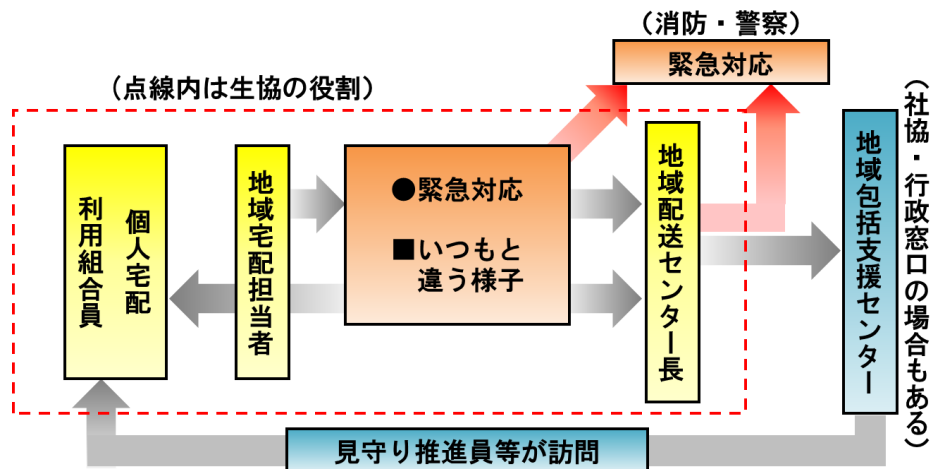 （消防・警察）
緊急対応
（点線内は生協の役割）
個人宅配
利用組合員
地域宅配担当者
●緊急対応
■いつもと
違う様子
地域配送センター長
地域包括支援センター
（社協・行政窓口の場合もある）
見守り推進員等が訪問